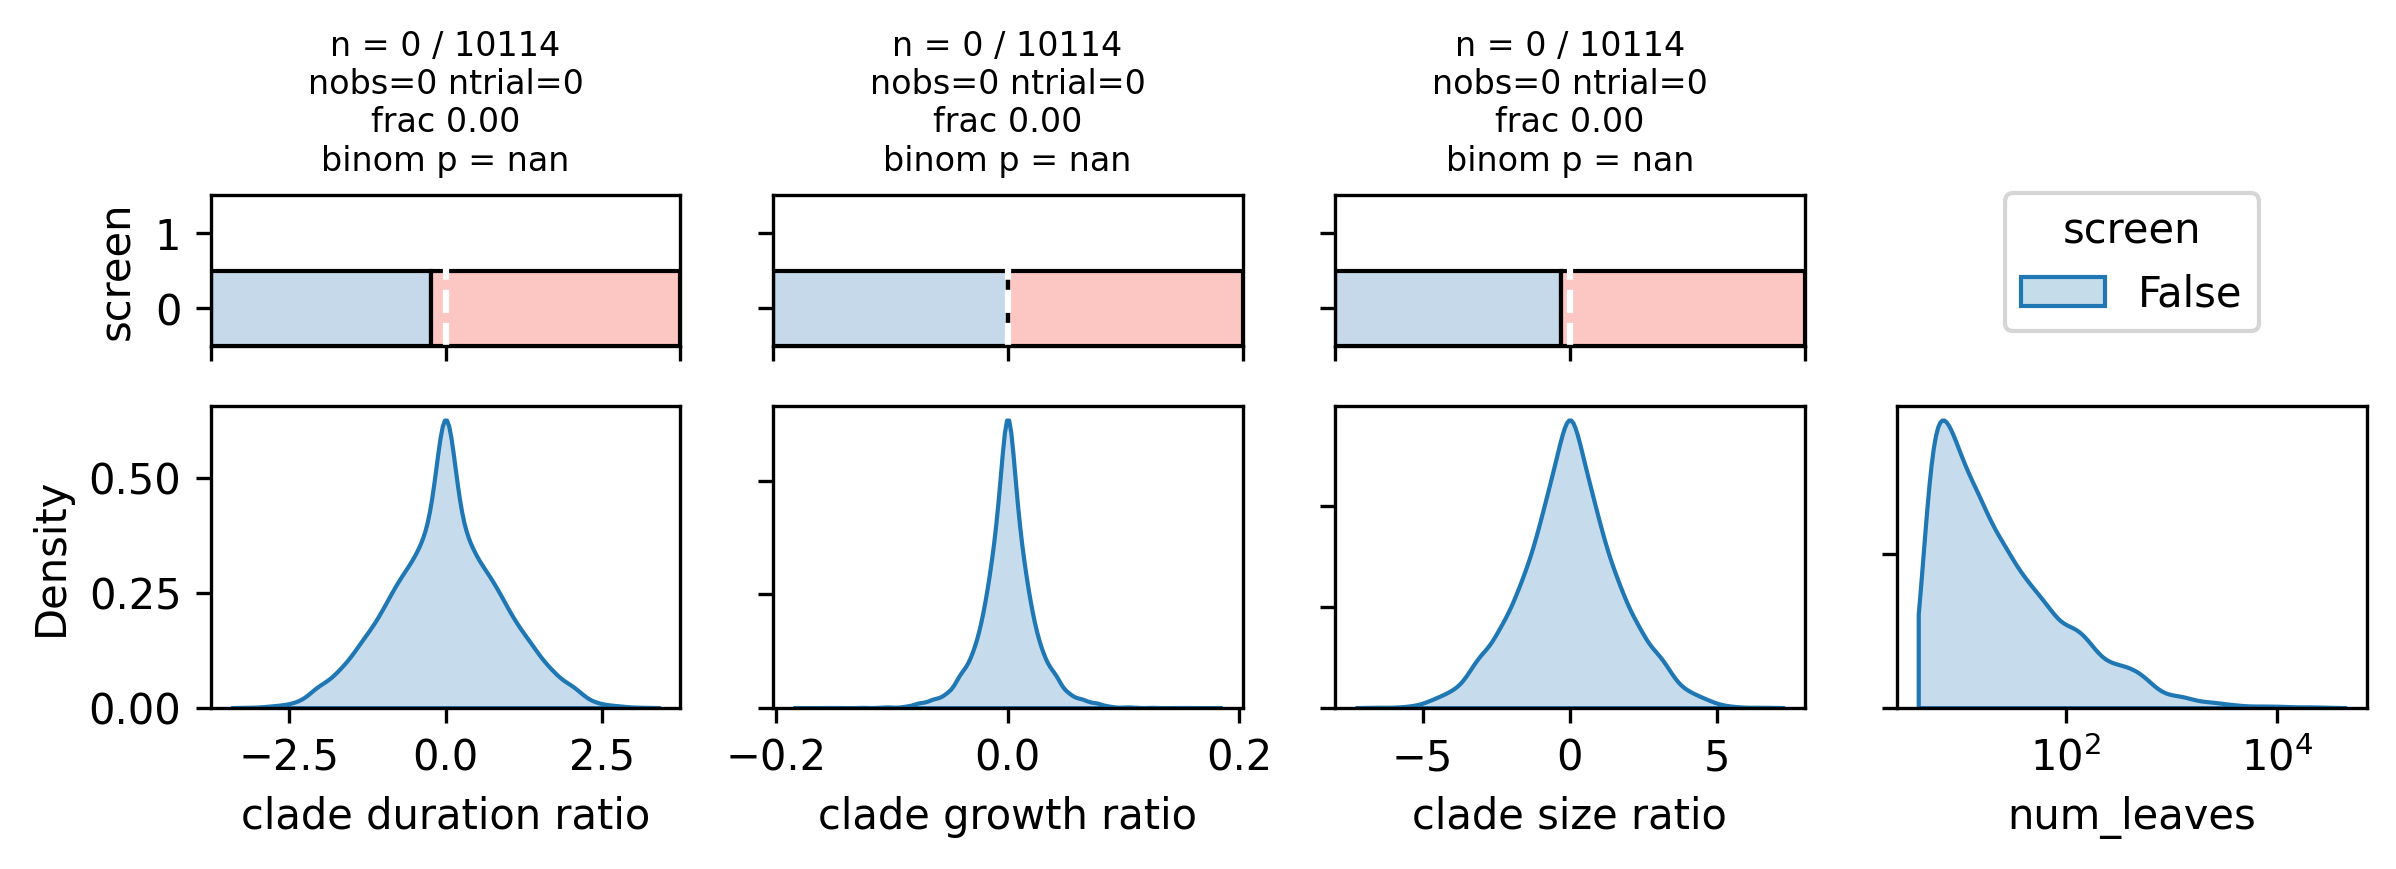 n = 0 / 10114
nobs=0 ntrial=0
frac 0.00
binom p = nan
n = 0 / 10114
nobs=0 ntrial=0
frac 0.00
binom p = nan
n = 0 / 10114
nobs=0 ntrial=0
frac 0.00
binom p = nan
screen
1
0
screen
False
Density
0.50
0.25
0.00
−2.5 0.0 2.5
clade duration ratio
−0.2 0.0 0.2
clade growth ratio
−5 0 5
clade size ratio
10² 10⁴
num_leaves